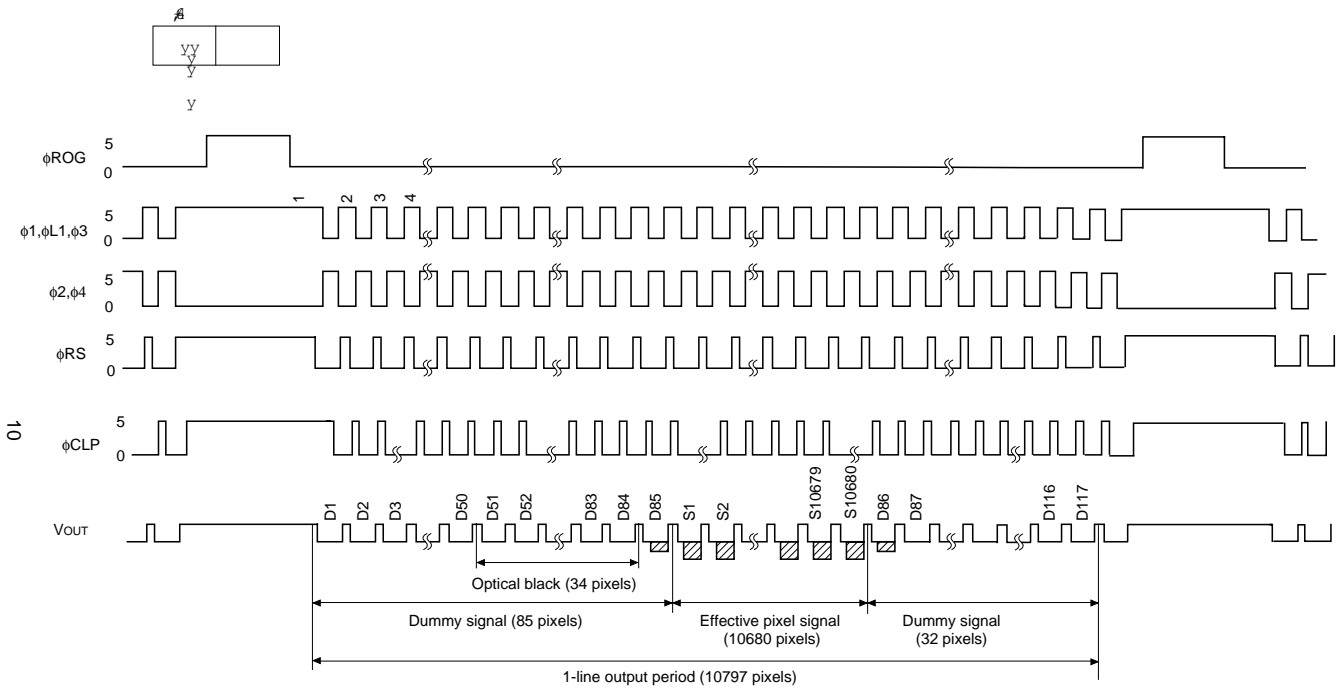 yy
y
y
y
φROG 5 0
1 2 3 4
φ1,φL1,φ3 5 0
φ2,φ4 5 0
φRS 5 0
φCLP 5 0
10
VOUT D1 D2 D3 D50 D51 D52 D83 D84 D85 S1 S2 S10679 S10680 D86 D87 D116 D117
Optical black (34 pixels)
Dummy signal (85 pixels)
Effective pixel signal
(10680 pixels)
Dummy signal
(32 pixels)
1-line output period (10797 pixels)